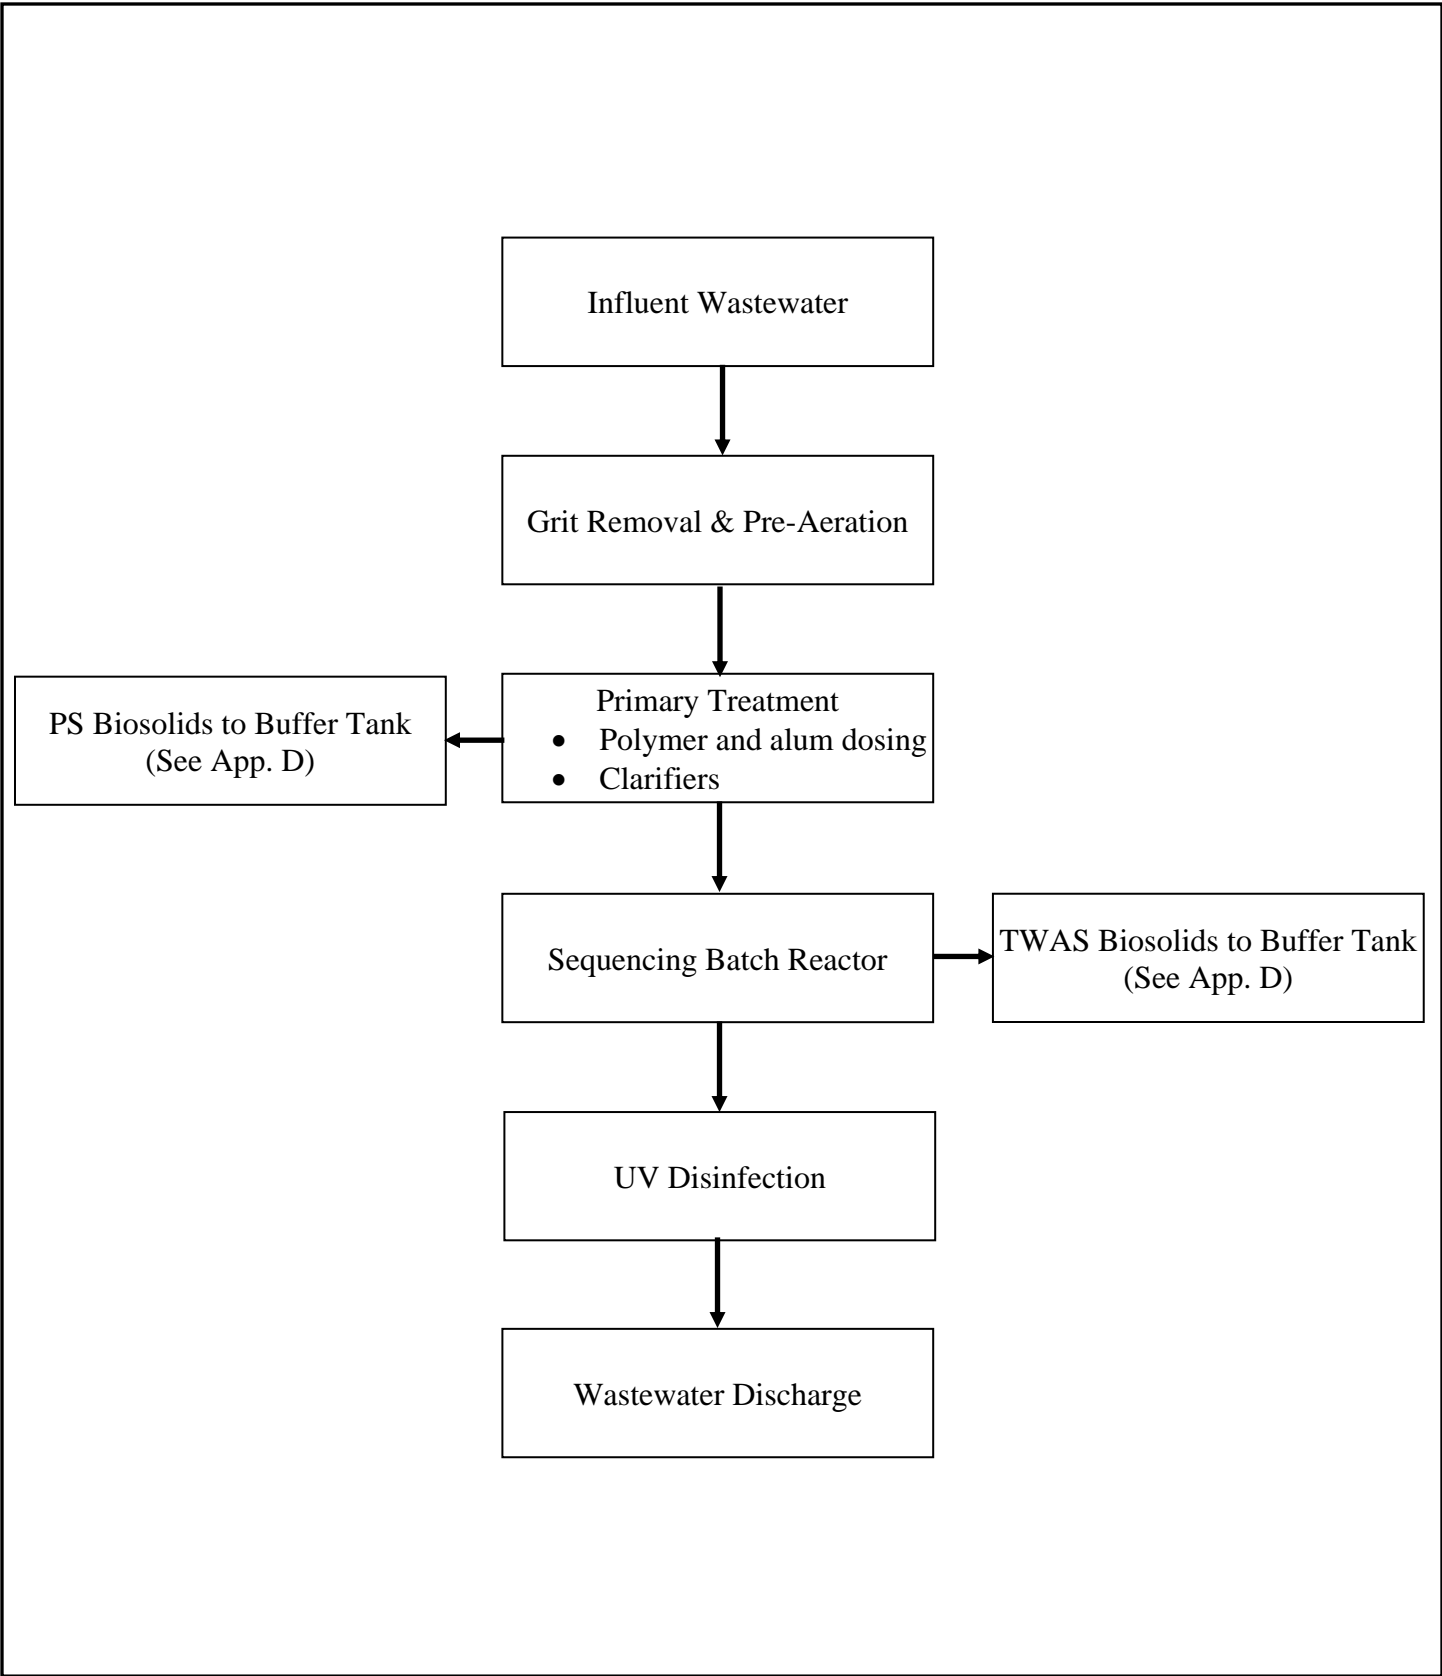 Influent Wastewater
Grit Removal & Pre-Aeration
PS Biosolids to Buffer Tank
(See App. D)
Primary Treatment
• Polymer and alum dosing
• Clarifiers
Sequencing Batch Reactor
TWAS Biosolids to Buffer Tank
(See App. D)
UV Disinfection
Wastewater Discharge